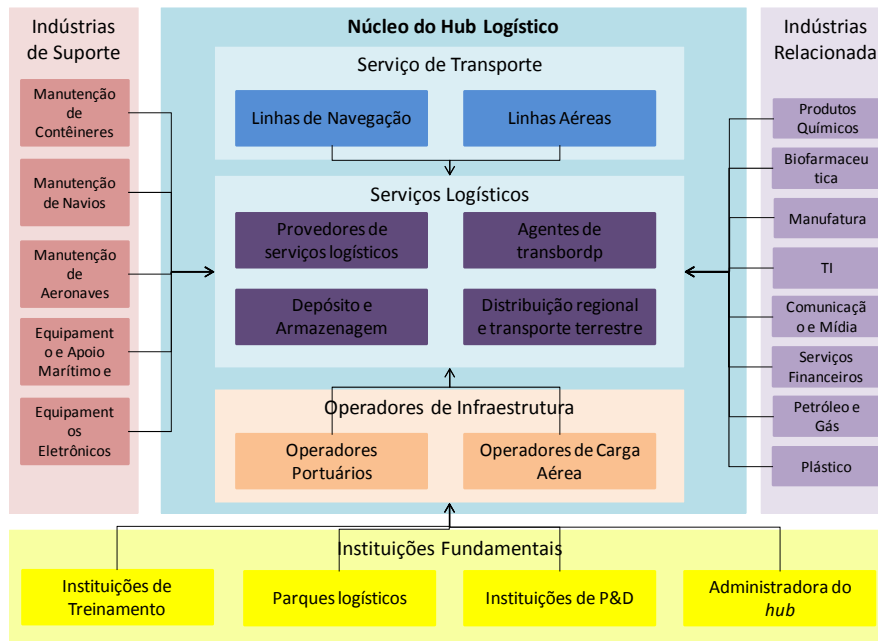 Indústrias
de Suporte
Manutenção
de
Contêineres
Manutenção
de Navios
Manutenção
de
Aeronaves
Equipament
o e Apoio
Marítimo e
Equipament
os
Eletrônicos
Núcleo do Hub Logístico
Serviço de Transporte
Linhas de Navegação
Linhas Aéreas
Serviços Logísticos
Provedores de
serviços logísticos
Agentes de
transbordp
Depósito e
Armazenagem
Distribuição regional
e transporte terrestre
Operadores de Infraestrutura
Operadores
Portuários
Operadores de Carga
Aérea
Indústrias
Relacionada
Produtos
Químicos
Biofarmaceu
tica
Manufatura
TI
Comunicaçã
o e Mídia
Serviços
Financeiros
Petróleo e
Gás
Plástico
Instituições Fundamentais
Instituições de
Treinamento
Parques logísticos
Instituições de P&D
Administradora do
hub